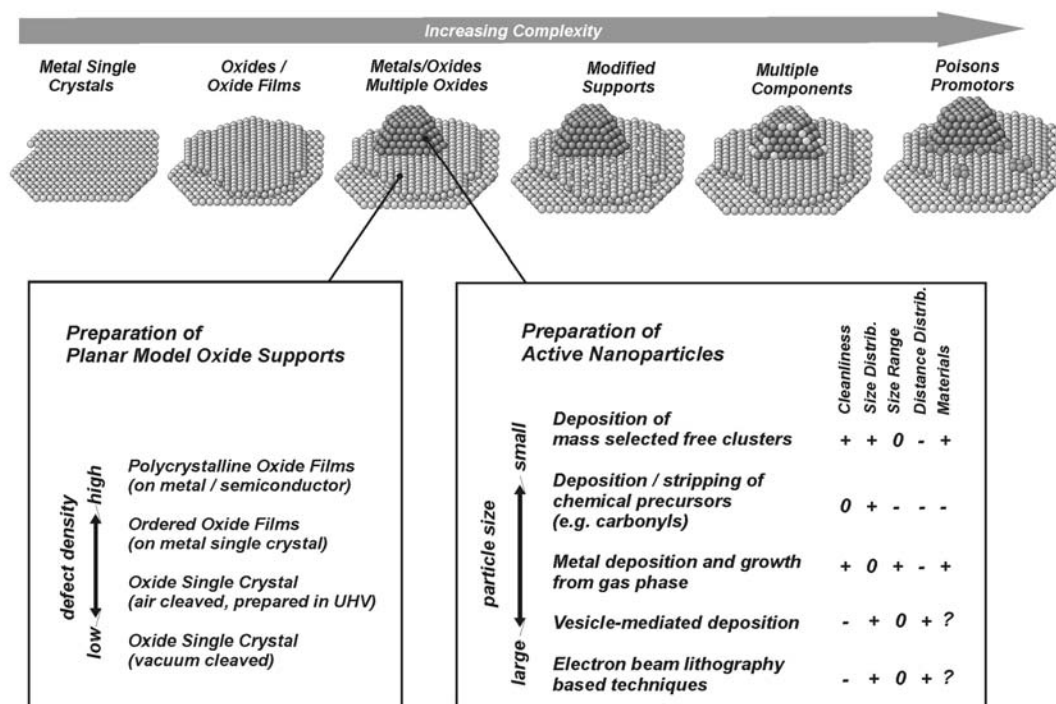 Increasing Complexity
Metal Single
Crystals
Oxides /
Oxide Films
Metals/Oxides
Multiple Oxides
Modified
Supports
Multiple
Components
Poisons
Promotors
Preparation of
Planar Model Oxide Supports
defect density
high
low
Polycrystalline Oxide Films
(on metal / semiconductor)
Ordered Oxide Films
(on metal single crystal)
Oxide Single Crystal
(air cleaved, prepared in UHV)
Oxide Single Crystal
(vacuum cleaved)
Preparation of
Active Nanoparticles
Cleanliness
Size Distrib.
Size Range
Distance Distrib.
Materials
particle size
small
large
Deposition of
mass selected free clusters + + 0 - +
Deposition / stripping of
chemical precursors
(e.g. carbonyls) 0 + - - -
Metal deposition and growth
from gas phase + 0 + - +
Vesicle-mediated deposition - + 0 + ?
Electron beam lithography
based techniques - + 0 + ?